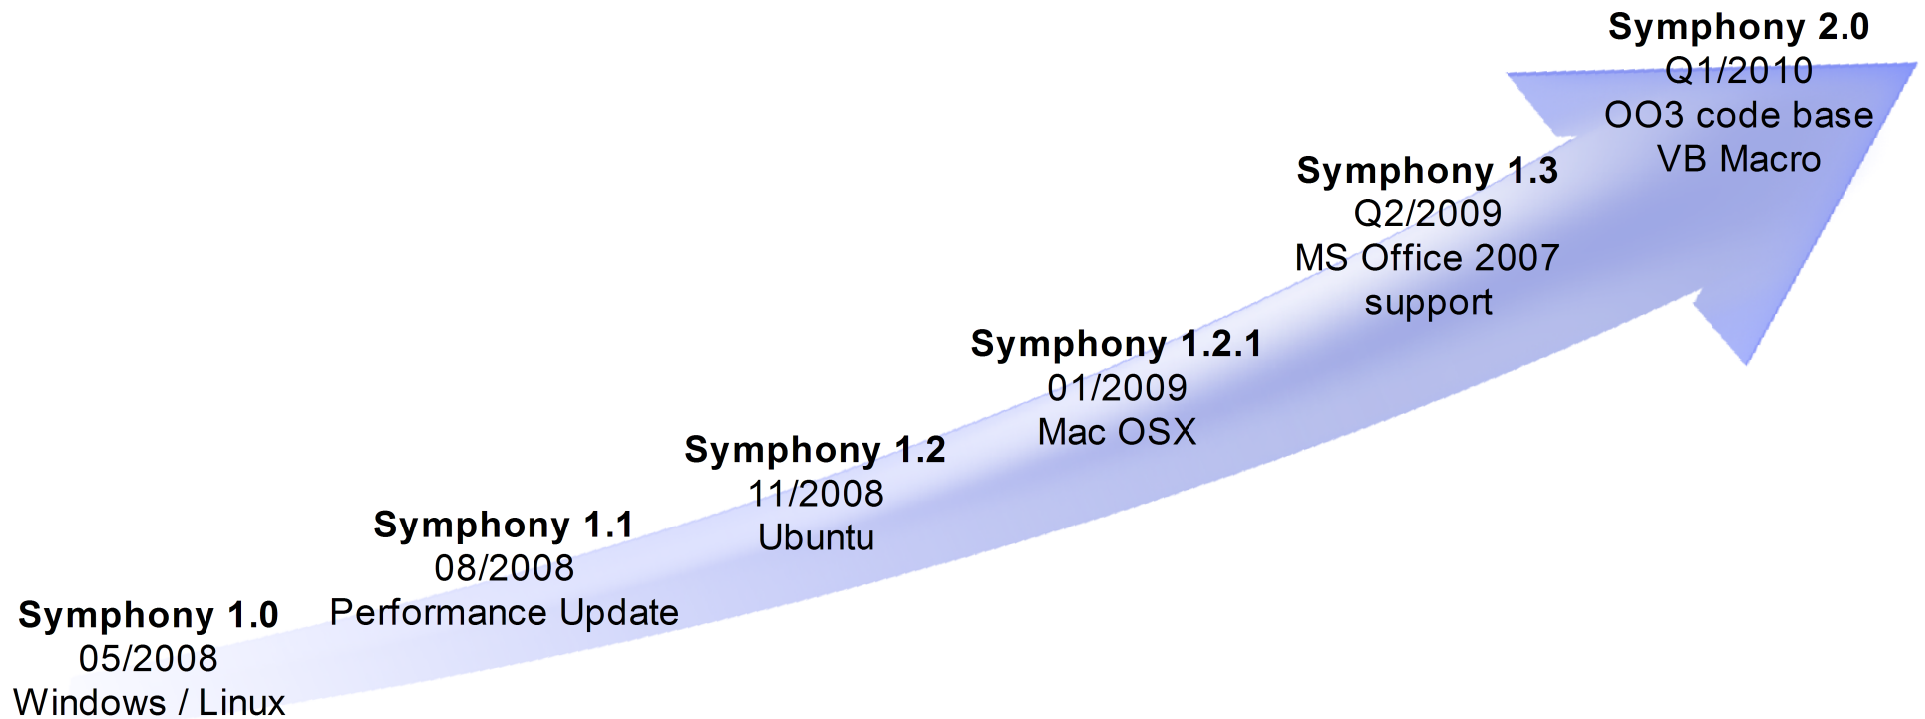 Symphony 1.0
05/2008
Windows / Linux
Symphony 1.1
08/2008
Performance Update
Symphony 1.2
11/2008
Ubuntu
Symphony 1.2.1
01/2009
Mac OSX
Symphony 1.3
Q2/2009
MS Office 2007
support
Symphony 2.0
Q1/2010
OO3 code base
VB Macro